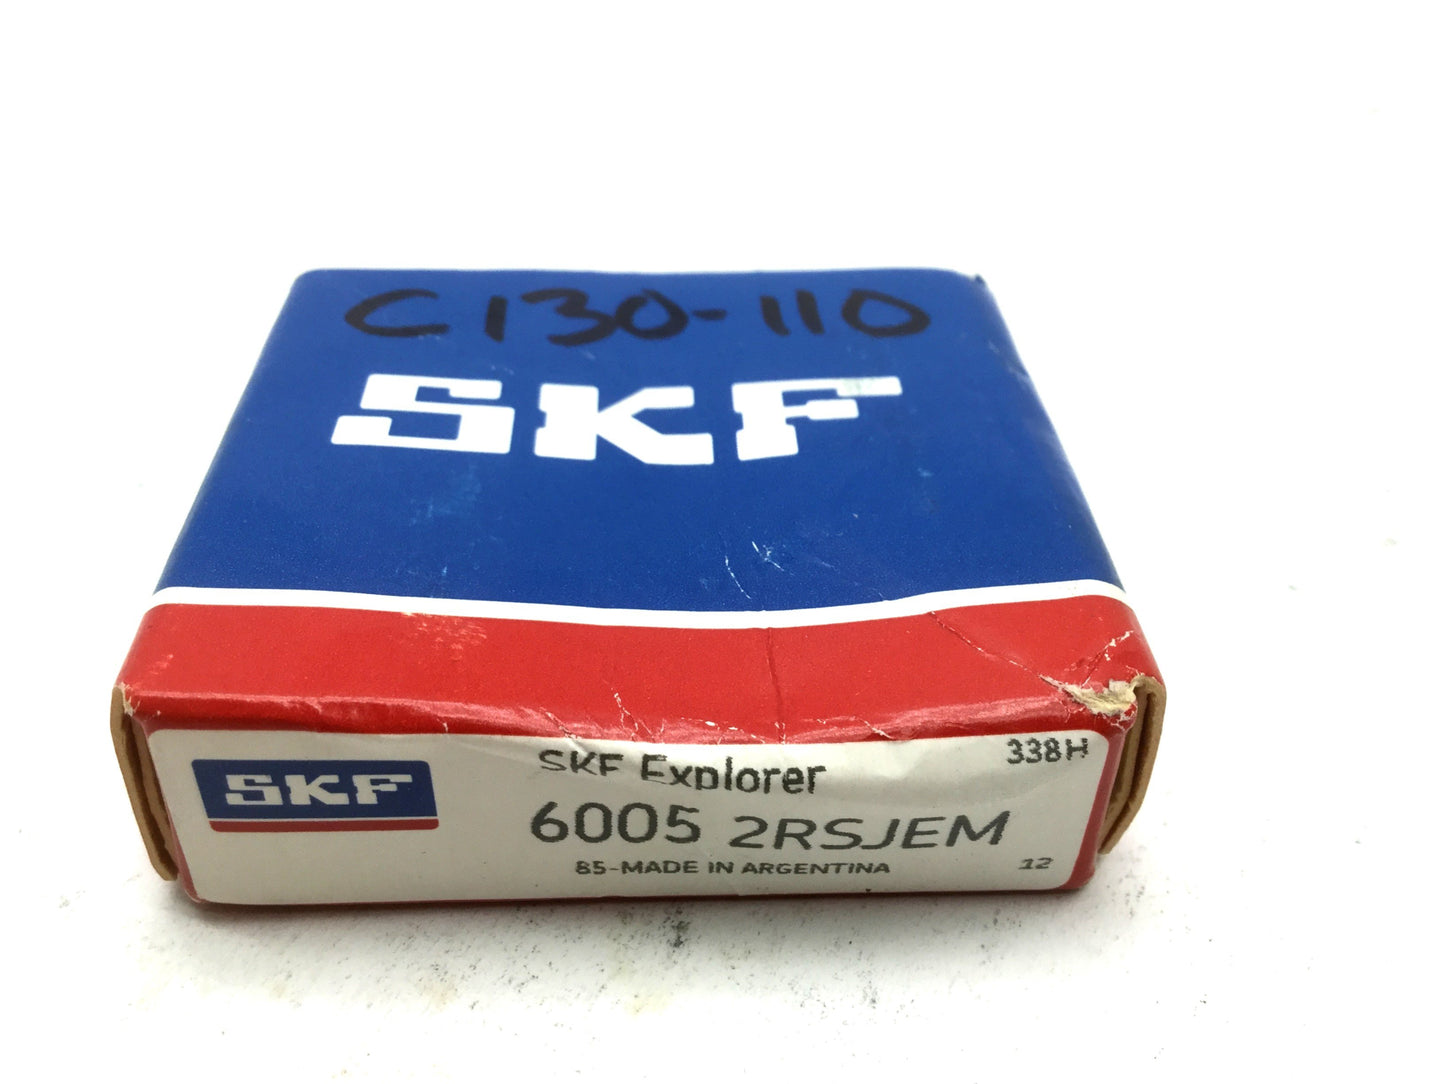 C130-110
SKF
SKF
SKF Explorer
338H
6005 2RSJEM
85-MADE IN ARGENTINA
12